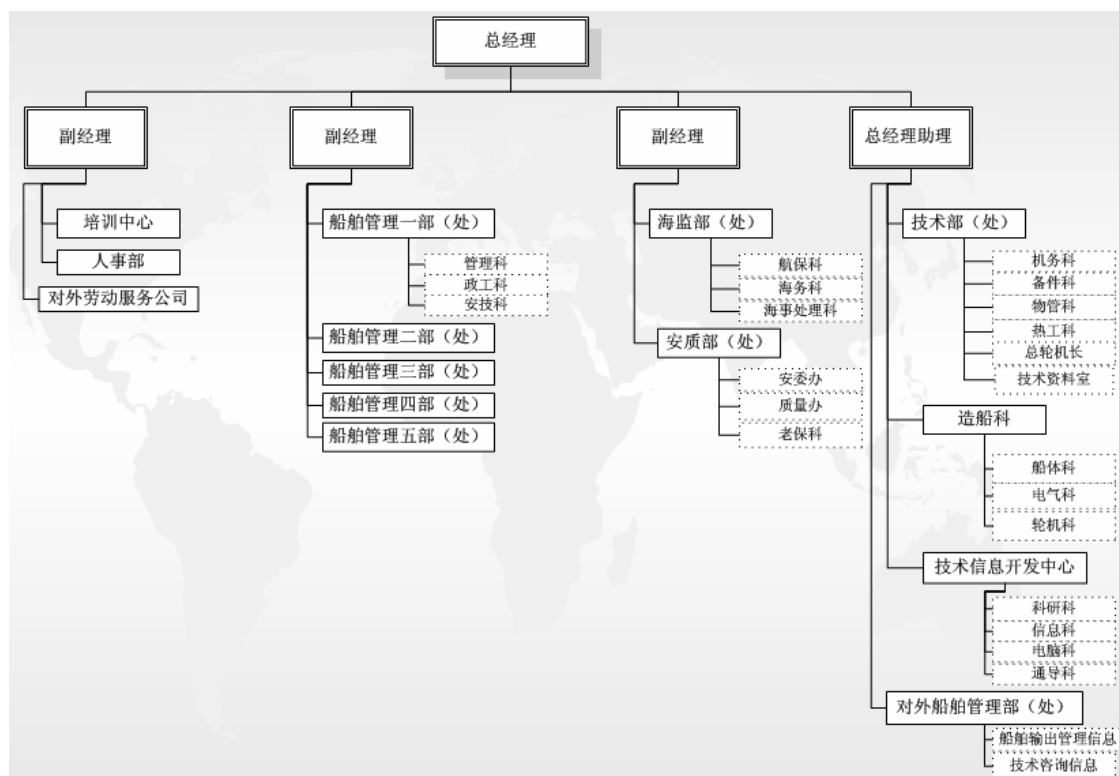 总经理
副经理
副经理
副经理
总经理助理
培训中心
人事部
对外劳动服务公司
船舶管理一部（处）
管理科
政工科
安技科
船舶管理二部（处）
船舶管理三部（处）
船舶管理四部（处）
船舶管理五部（处）
海监部（处）
航保科
海务科
海事处理科
安质部（处）
安委办
质量办
老保科
技术部（处）
机务科
备件科
物管科
热工科
总轮机长
技术资料室
造船科
船体科
电气科
轮机科
技术信息开发中心
科研科
信息科
电脑科
通导科
对外船舶管理部（处）
船舶输出管理信息
技术咨询信息